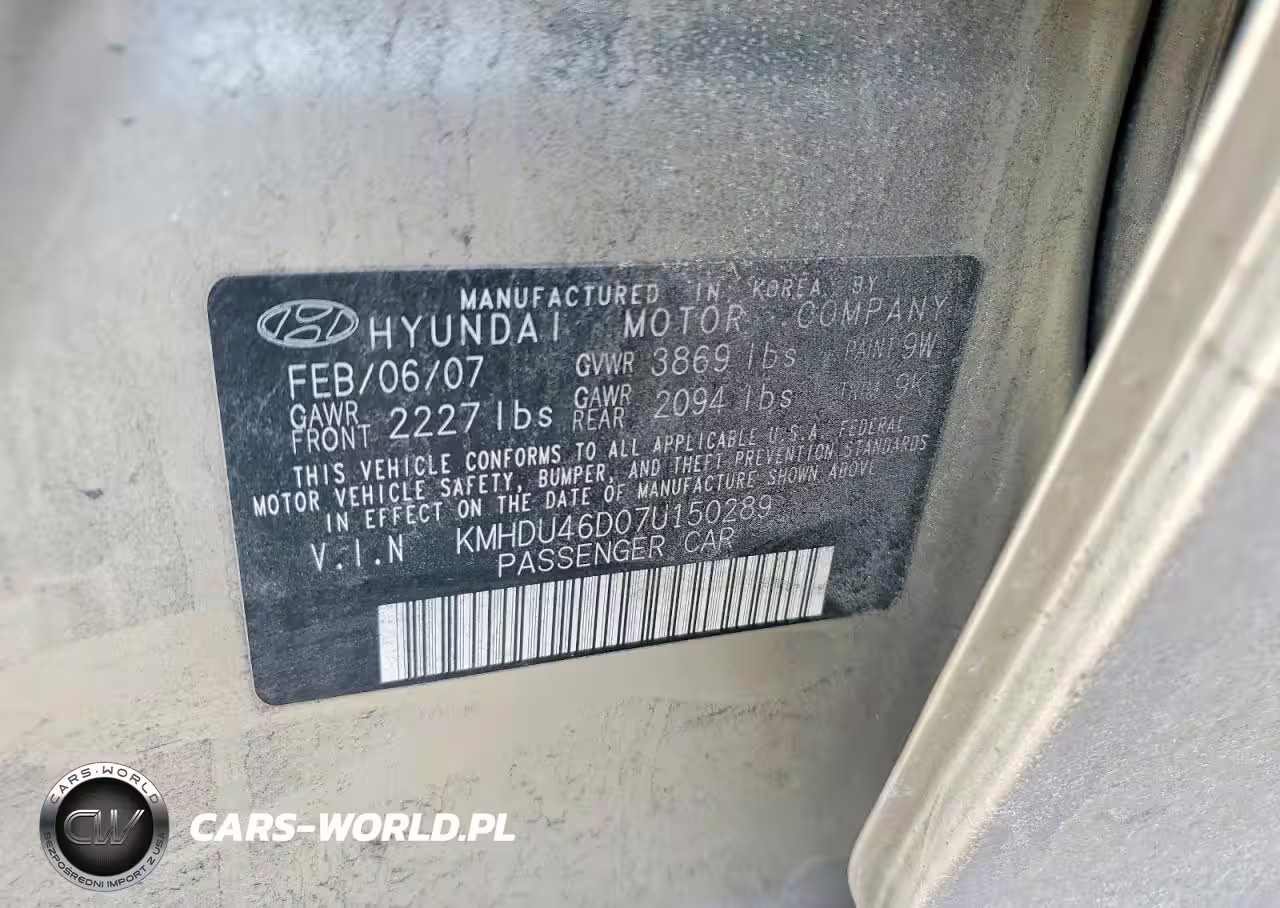 MANUFACTURED IN KOREA BY
HYUNDAI MOTOR COMPANY
FEB/06/07 GVWR 3869 lbs PAINT 9W
GAWR FRONT 2227 lbs GAWR REAR 2094 lbs TRIM 9K
THIS VEHICLE CONFORMS TO ALL APPLICABLE U.S.A. FEDERAL
MOTOR VEHICLE SAFETY, BUMPER, AND THEFT PREVENTION STANDARDS
IN EFFECT ON THE DATE OF MANUFACTURE SHOWN ABOVE
V.I.N KMHDU46D07U150289
PASSENGER CAR
CARS-WORLD
CW
BEZPOŚREDNI IMPORT Z USA
CARS-WORLD.PL